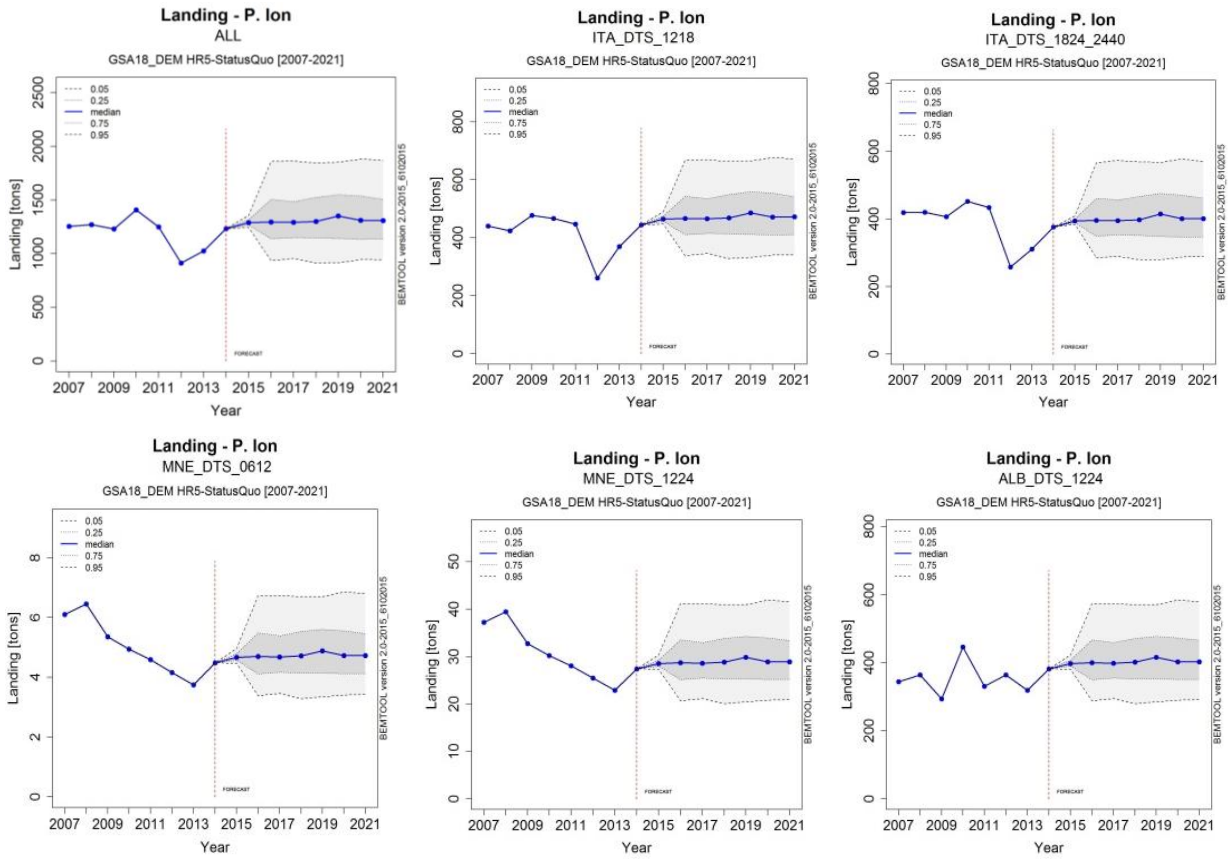 Landing - P. lon
ALL
GSA18_DEM HR5-StatusQuo [2007-2021]
0.05
0.25
median
0.75
0.95
Landing [tons]
2500
2000
1500
1000
500
0
FORECAST
2007 2009 2011 2013 2015 2017 2019 2021
Year
BEMTOOL version 2.0-2015_6102015
Landing - P. lon
ITA_DTS_1218
GSA18_DEM HR5-StatusQuo [2007-2021]
0.05
0.25
median
0.75
0.95
Landing [tons]
800
600
400
200
0
FORECAST
2007 2009 2011 2013 2015 2017 2019 2021
Year
BEMTOOL version 2.0-2015_6102015
Landing - P. lon
ITA_DTS_1824_2440
GSA18_DEM HR5-StatusQuo [2007-2021]
0.05
0.25
median
0.75
0.95
Landing [tons]
800
600
400
200
0
FORECAST
2007 2009 2011 2013 2015 2017 2019 2021
Year
BEMTOOL version 2.0-2015_6102015
Landing - P. lon
MNE_DTS_0612
GSA18_DEM HR5-StatusQuo [2007-2021]
0.05
0.25
median
0.75
0.95
Landing [tons]
8
6
4
2
0
FORECAST
2007 2009 2011 2013 2015 2017 2019 2021
Year
BEMTOOL version 2.0-2015_6102015
Landing - P. lon
MNE_DTS_1224
GSA18_DEM HR5-StatusQuo [2007-2021]
0.05
0.25
median
0.75
0.95
Landing [tons]
50
40
30
20
10
0
FORECAST
2007 2009 2011 2013 2015 2017 2019 2021
Year
BEMTOOL version 2.0-2015_6102015
Landing - P. lon
ALB_DTS_1224
GSA18_DEM HR5-StatusQuo [2007-2021]
0.05
0.25
median
0.75
0.95
Landing [tons]
800
600
400
200
0
FORECAST
2007 2009 2011 2013 2015 2017 2019 2021
Year
BEMTOOL version 2.0-2015_6102015